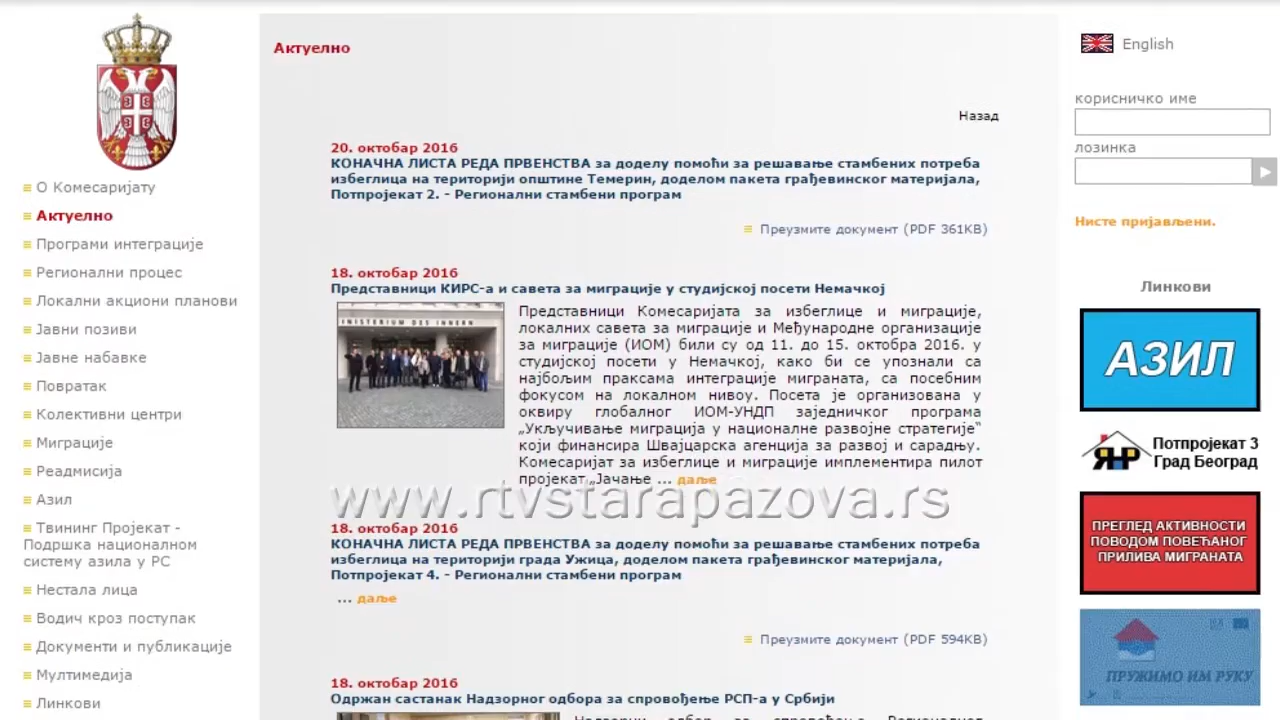 О Комесаријату
Актуелно
Програми интеграције
Регионални процес
Локални акциони планови
Јавни позиви
Јавне набавке
Повратак
Колективни центри
Миграције
Реадмисија
Азил
Твининг Пројекат -
Подршка националном
систему азила у РС
Нестала лица
Водич кроз поступак
Документи и публикације
Мултимедија
Линкови
Актуелно
Назад
20. октобар 2016
КОНАЧНА ЛИСТА РЕДА ПРВЕНСТВА за доделу помоћи за решавање стамбених потреба
избеглица на територији општине Темерин, доделом пакета грађевинског материјала,
Потпројекат 2. - Регионални стамбени програм
Преузмите документ (PDF 361KB)
18. октобар 2016
Представници КИРС-а и савета за миграције у студијској посети Немачкој
MINISTERIUM DES INNERN
Представници Комесаријата за избеглице и миграције,
локалних савета за миграције и Међународне организације
за миграције (ИОМ) били су од 11. до 15. октобра 2016. у
студијској посети у Немачкој, како би се упознали са
најбољим праксама интеграције миграната, са посебним
фокусом на локалном нивоу. Посета је организована у
оквиру глобалног ИОМ-УНДП заједничког програма
„Укључивање миграција у националне развојне стратегије“
који финансира Швајцарска агенција за развој и сарадњу.
Комесаријат за избеглице и миграције имплементира пилот
пројекат „Јачање ... даље
www.rtvstarapazova.rs
18. октобар 2016
КОНАЧНА ЛИСТА РЕДА ПРВЕНСТВА за доделу помоћи за решавање стамбених потреба
избеглица на територији града Ужица, доделом пакета грађевинског материјала,
Потпројекат 4. - Регионални стамбени програм
... даље
Преузмите документ (PDF 594KB)
18. октобар 2016
Одржан састанак Надзорног одбора за спровођење РСП-а у Србији
Надзорни одбор за спровођење Регионалног
English
корисничко име
лозинка
Нисте пријављени.
Линкови
АЗИЛ
Потпројекат 3
Град Београд
ПРЕГЛЕД АКТИВНОСТИ
ПОВОДОМ ПОВЕЋАНОГ
ПРИЛИВА МИГРАНАТА
ПРУЖИМО ИМ РУКУ